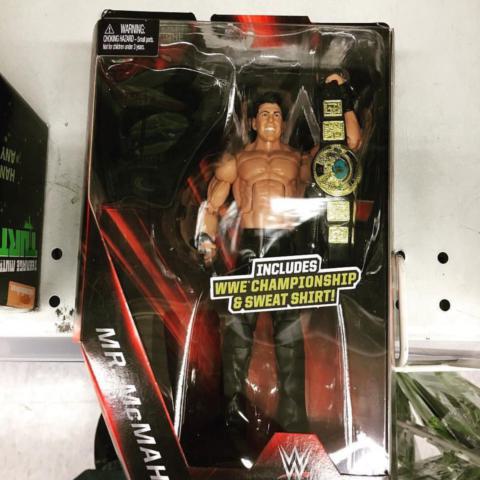 WARNING:
CHOKING HAZARD - Small parts.
Not for children under 3 years.
INCLUDES
WWE CHAMPIONSHIP
& SWEAT SHIRT!
MR. McMAH
W